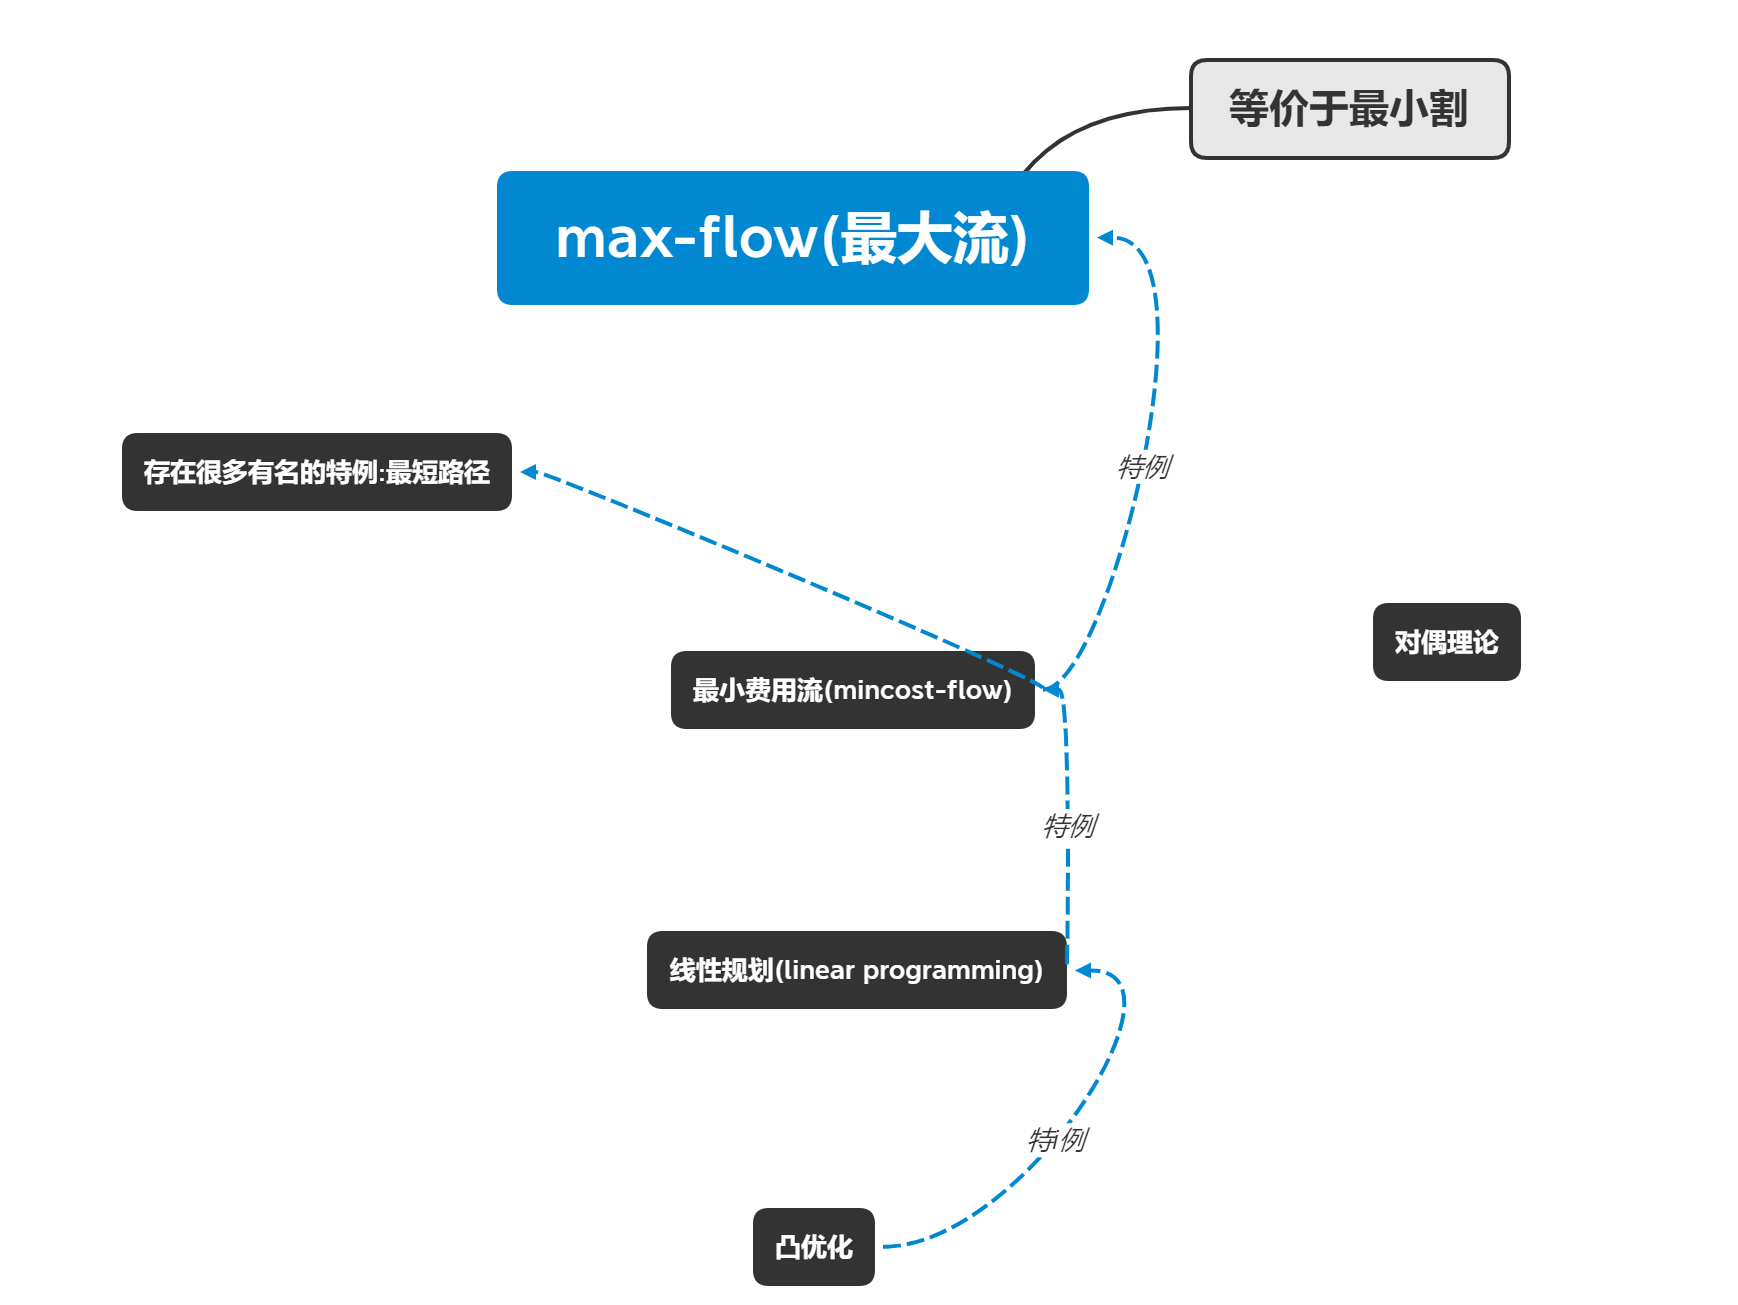 等价于最小割
max-flow(最大流)
特例
存在很多有名的特例:最短路径
对偶理论
最小费用流(mincost-flow)
特例
线性规划(linear programming)
特例
凸优化